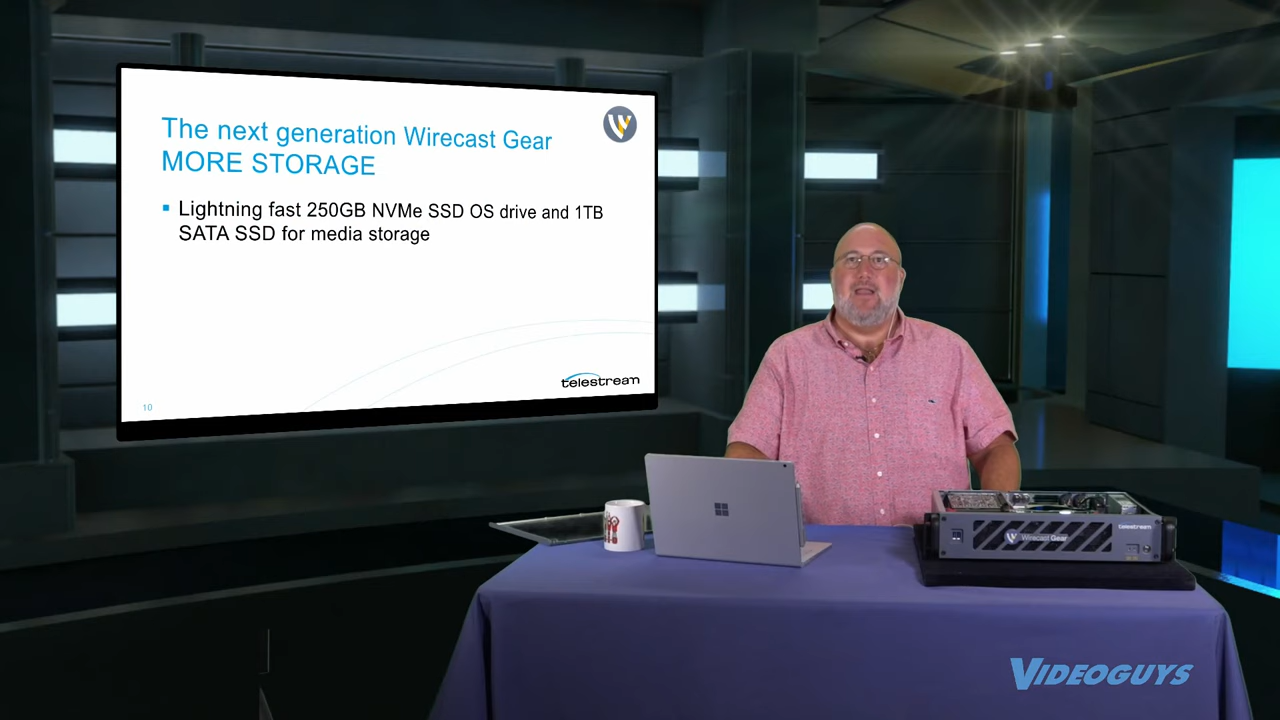 The next generation Wirecast Gear
MORE STORAGE
▪ Lightning fast 250GB NVMe SSD OS drive and 1TB
SATA SSD for media storage
telestream
10
telestream
Wirecast Gear
VIDEOGUYS